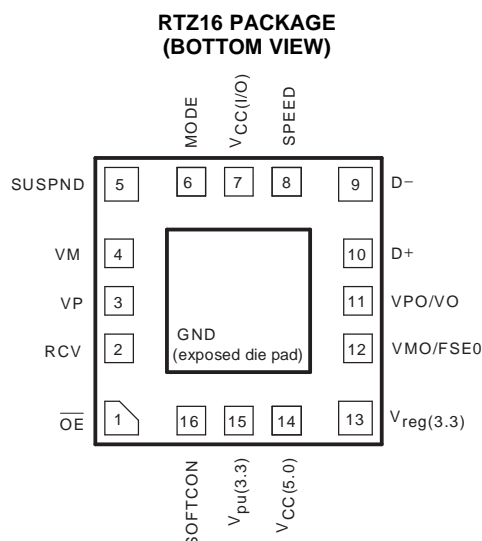 RTZ16 PACKAGE
(BOTTOM VIEW)
MODE
VCC(I/O)
SPEED
SUSPND
5
6
7
8
9
D−
VM
4
10
D+
VP
3
11
VPO/VO
RCV
2
GND
(exposed die pad)
12
VMO/FSE0
OE
1
16
15
14
13
Vreg(3.3)
SOFTCON
Vpu(3.3)
VCC(5.0)